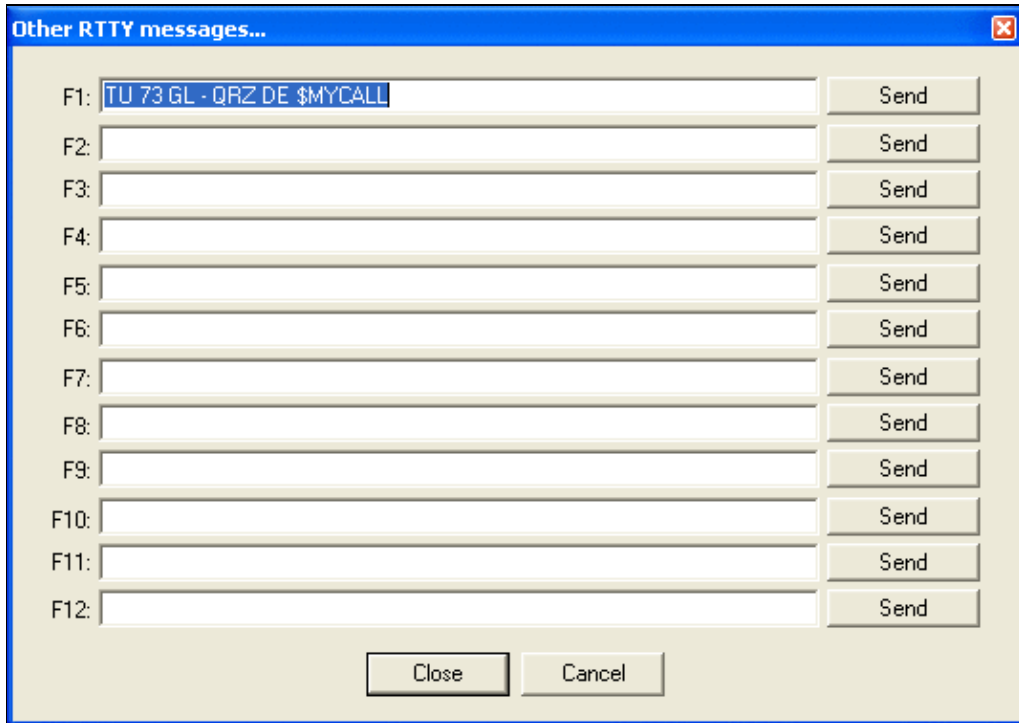 Other RTTY messages...
F1: TU 73 GL - QRZ DE $MYCALL Send
F2: Send
F3: Send
F4: Send
F5: Send
F6: Send
F7: Send
F8: Send
F9: Send
F10: Send
F11: Send
F12: Send
Close Cancel